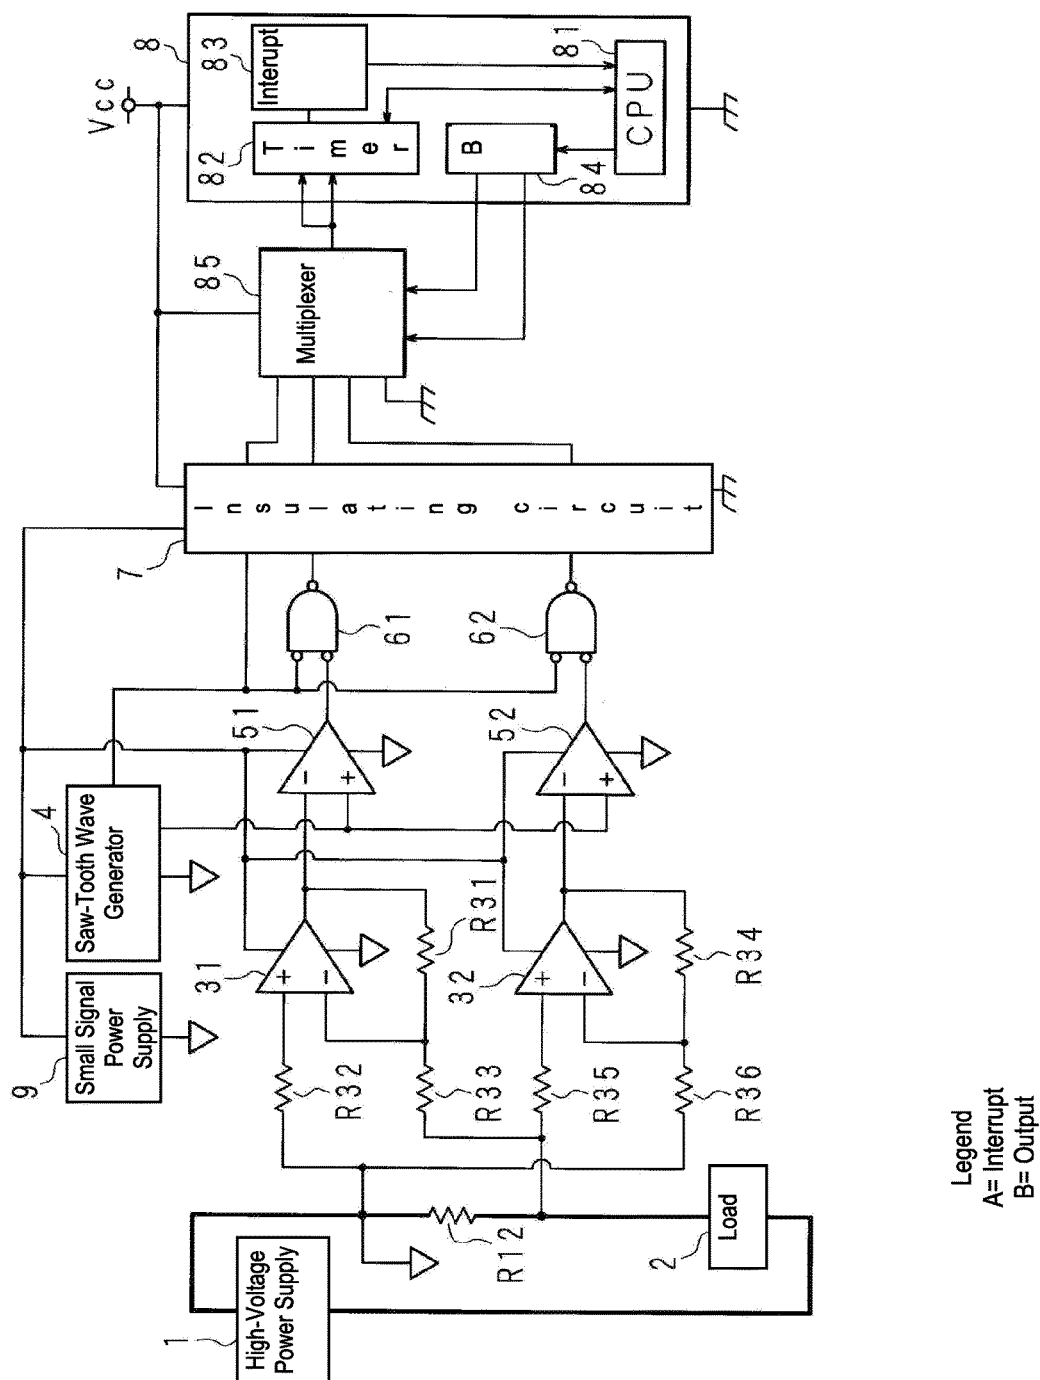 Vcc
8
83
Interupt
82
Timer
81
CPU
B
84
85
Multiplexer
7
Insulating circuit
61
62
51
52
4
Saw-Tooth Wave
Generator
31
R31
32
R34
9
Small Signal
Power
Supply
R32
R33
R35
R36
R12
2
Load
1
High-Voltage
Power Supply
+
-
+
-
-
+
-
+
Legend
A= Interrupt
B= Output